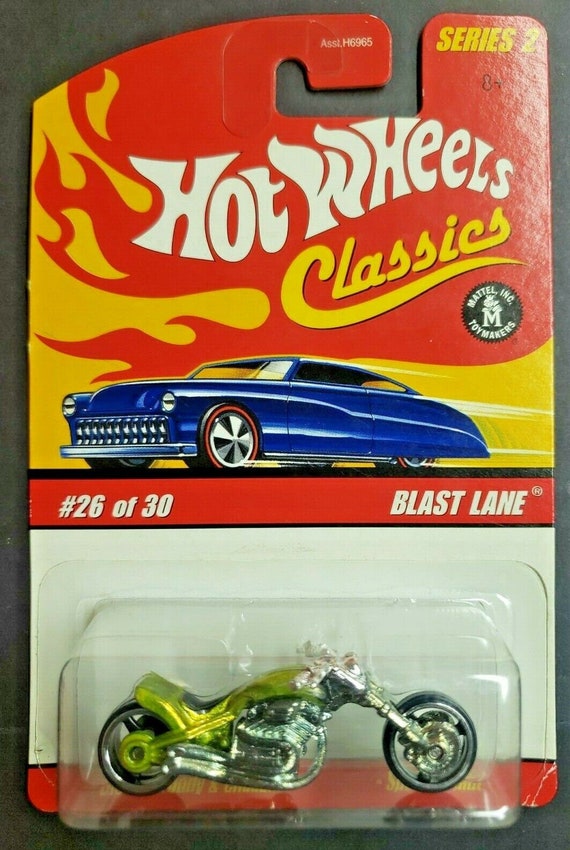 Asst.H6965
SERIES 2
8+
HOT WHEELS
Classics
MATTEL, INC.
M
TOYMAKERS
#26 of 30
BLAST LANE®